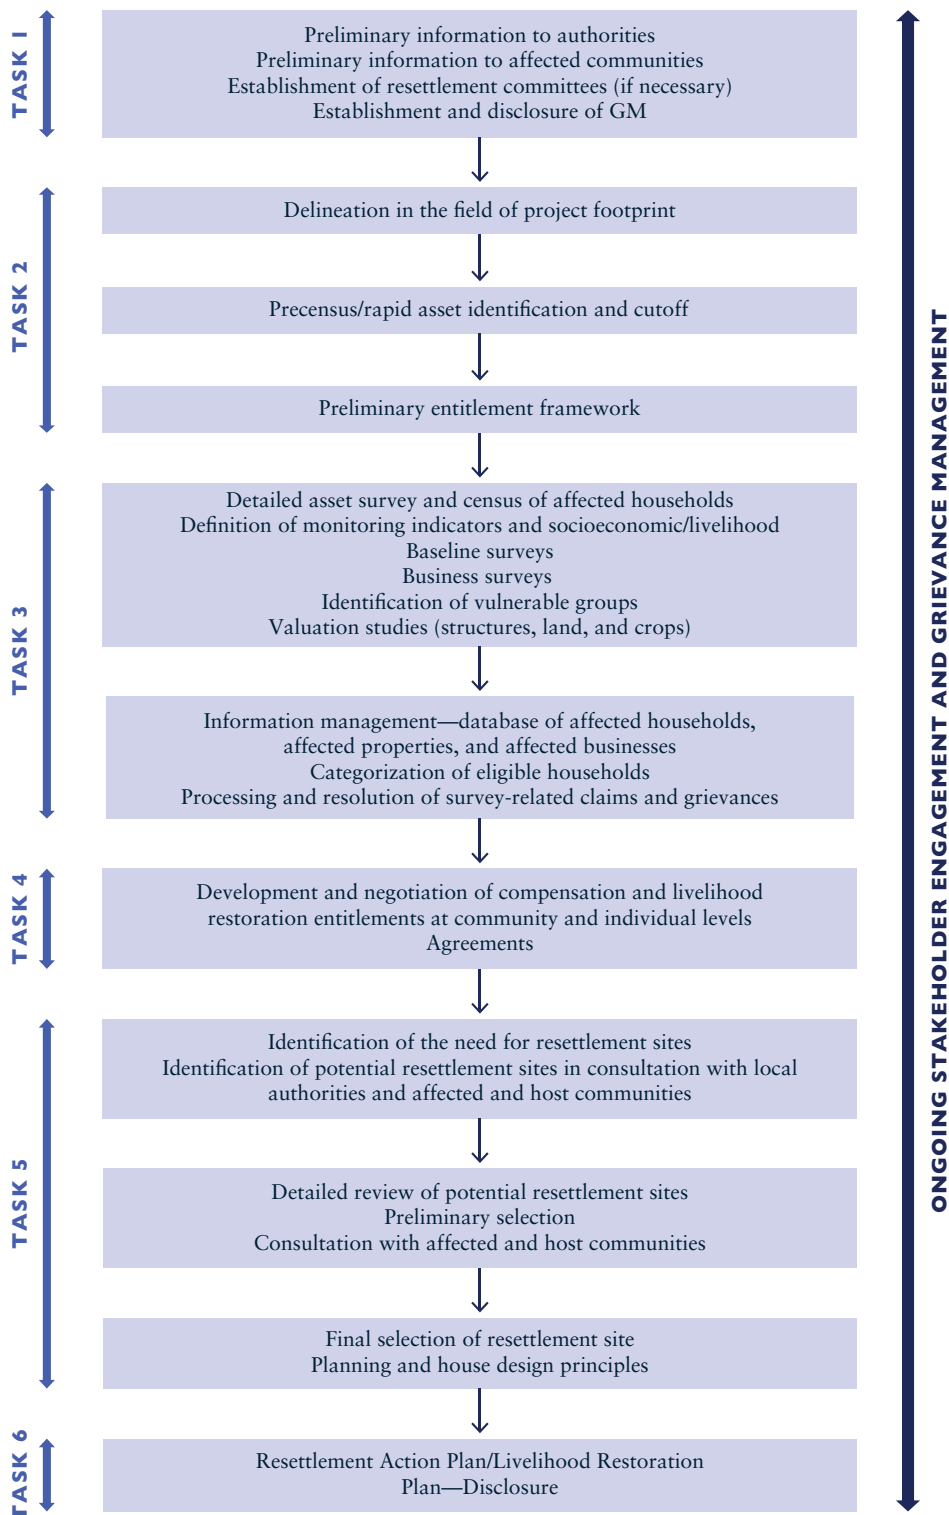 TASK 1
Preliminary information to authorities
Preliminary information to affected communities
Establishment of resettlement committees (if necessary)
Establishment and disclosure of GM
TASK 2
Delineation in the field of project footprint
Precensus/rapid asset identification and cutoff
Preliminary entitlement framework
TASK 3
Detailed asset survey and census of affected households
Definition of monitoring indicators and socioeconomic/livelihood
Baseline surveys
Business surveys
Identification of vulnerable groups
Valuation studies (structures, land, and crops)
Information management—database of affected households,
affected properties, and affected businesses
Categorization of eligible households
Processing and resolution of survey-related claims and grievances
TASK 4
Development and negotiation of compensation and livelihood
restoration entitlements at community and individual levels
Agreements
TASK 5
Identification of the need for resettlement sites
Identification of potential resettlement sites in consultation with local
authorities and affected and host communities
Detailed review of potential resettlement sites
Preliminary selection
Consultation with affected and host communities
Final selection of resettlement site
Planning and house design principles
TASK 6
Resettlement Action Plan/Livelihood Restoration
Plan—Disclosure
ONGOING STAKEHOLDER ENGAGEMENT AND GRIEVANCE MANAGEMENT